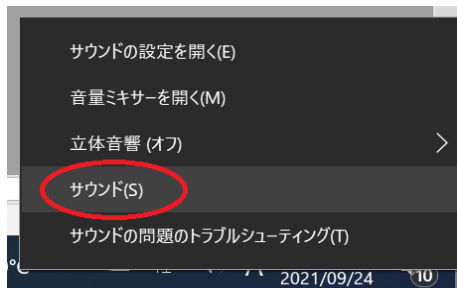 サウンドの設定を開く(E)
音量ミキサーを開く(M)
立体音響 (オフ)
サウンド(S)
サウンドの問題のトラブルシューティング(T)
2021/09/24
10